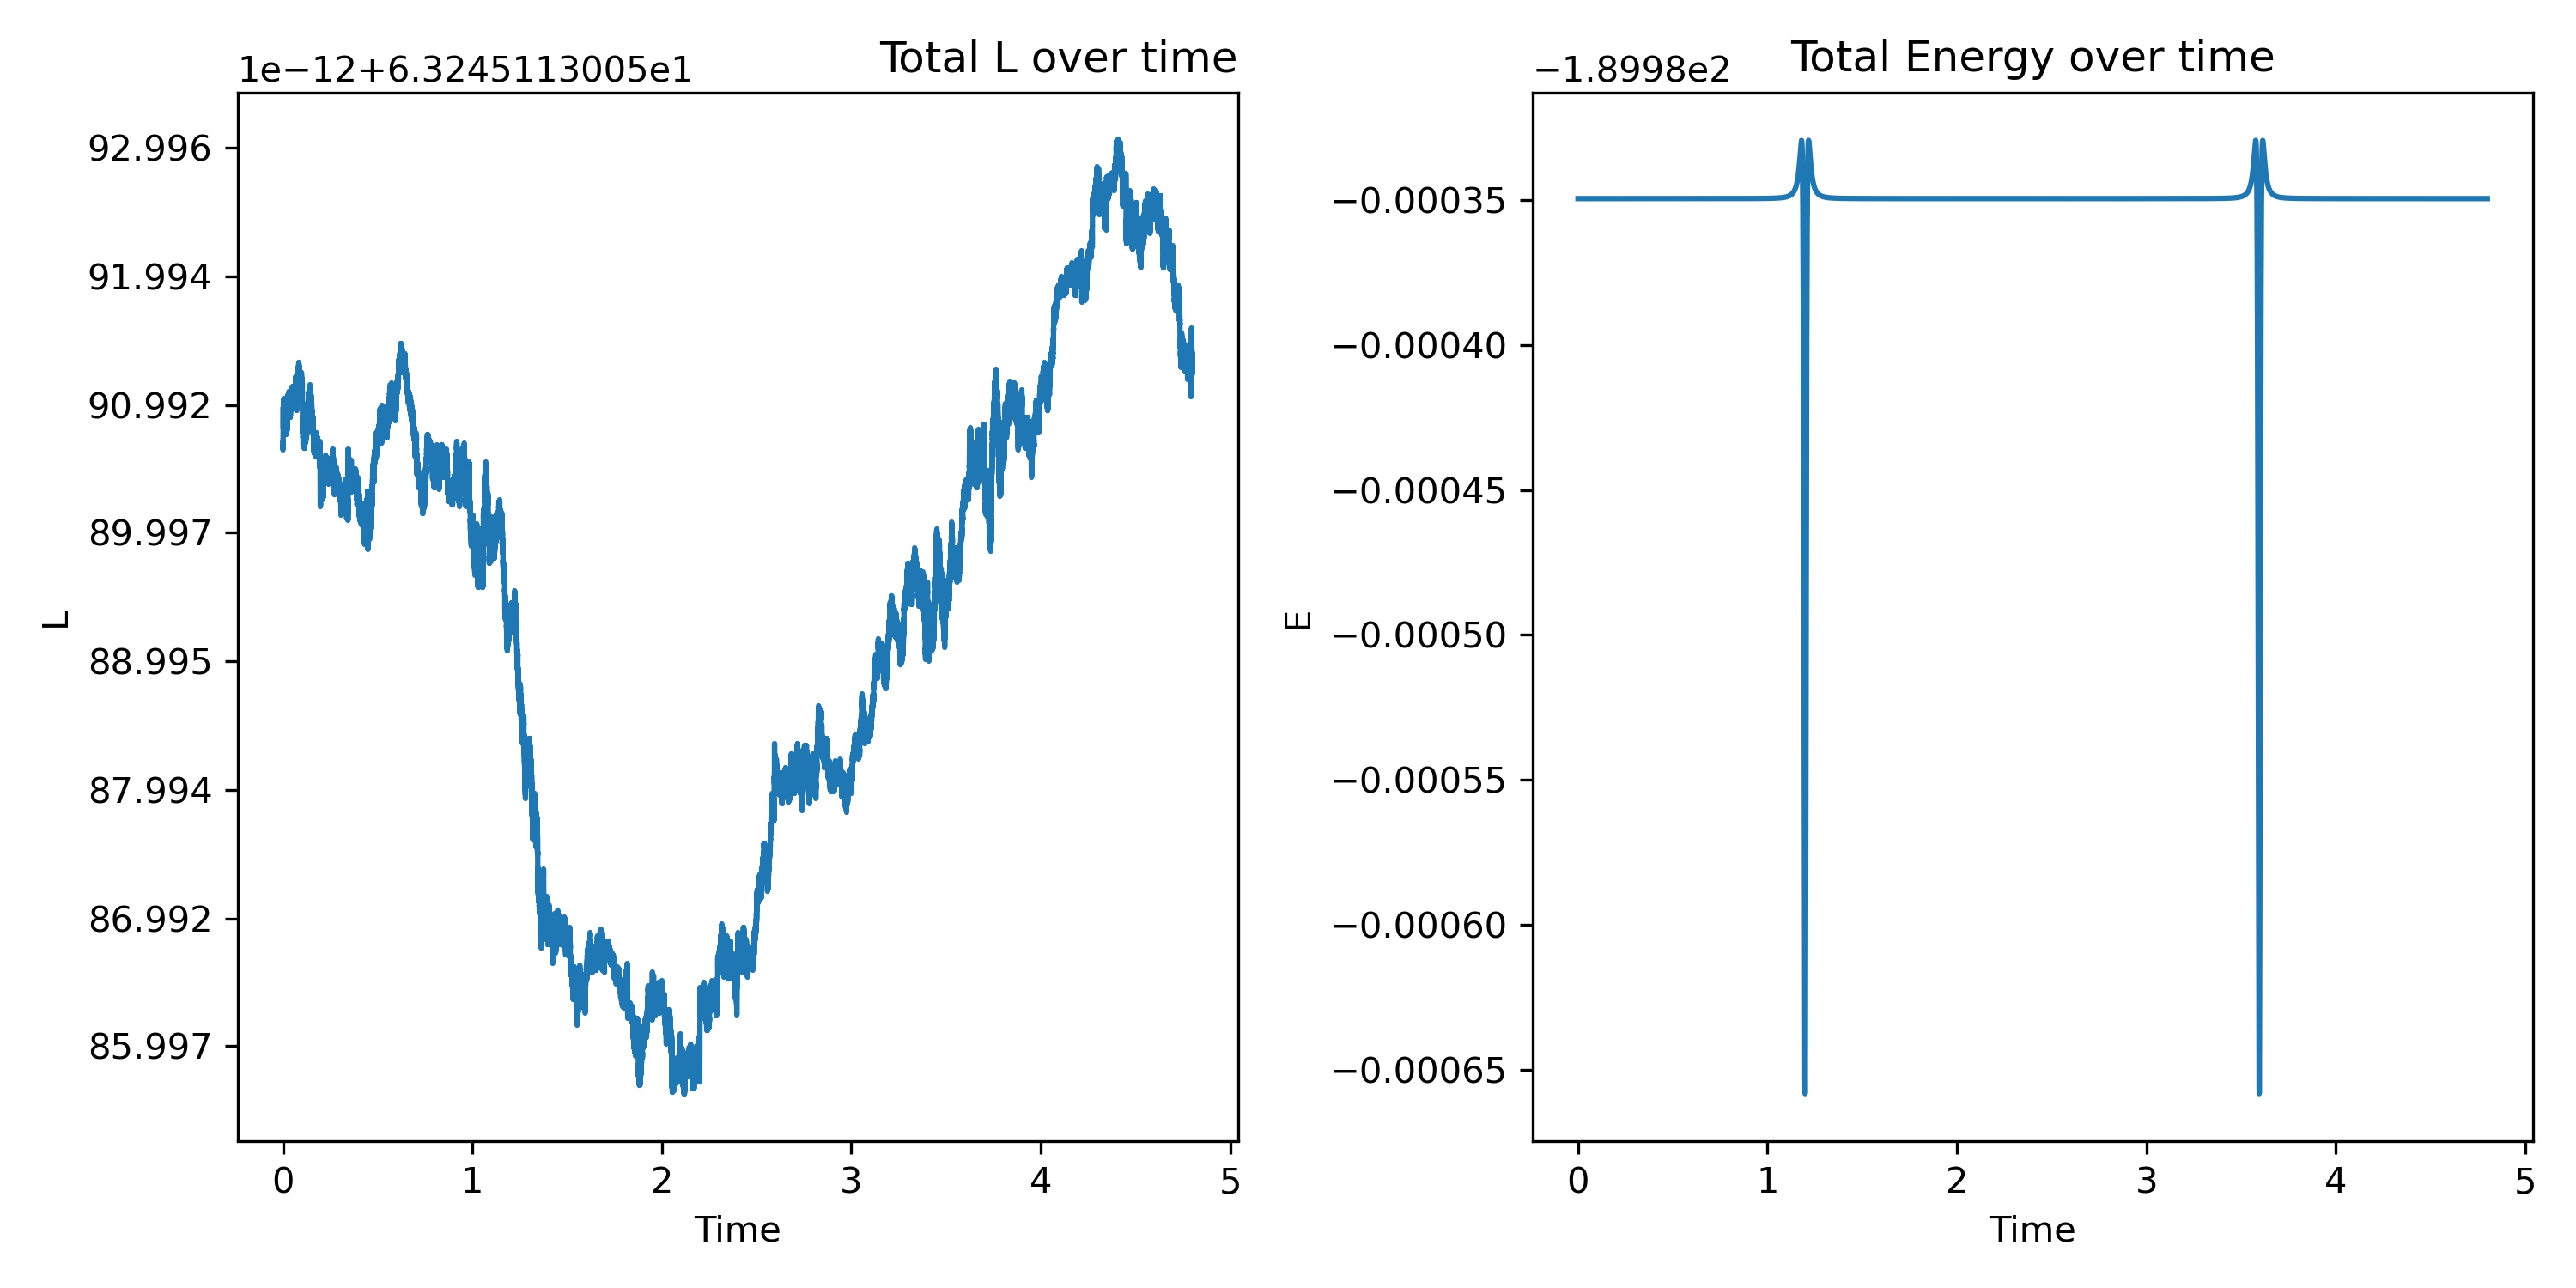 Total L over time
1e−12+6.3245113005e1
92.996
91.994
90.992
89.997
88.995
87.994
86.992
85.997
L
0 1 2 3 4 5
Time
Total Energy over time
−1.8998e2
−0.00035
−0.00040
−0.00045
−0.00050
−0.00055
−0.00060
−0.00065
E
0 1 2 3 4 5
Time